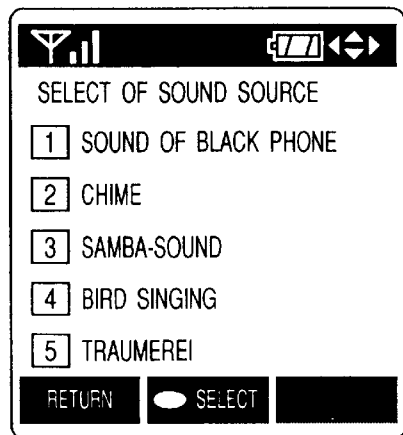 SELECT OF SOUND SOURCE
1 SOUND OF BLACK PHONE
2 CHIME
3 SAMBA-SOUND
4 BIRD SINGING
5 TRAUMEREI
RETURN SELECT